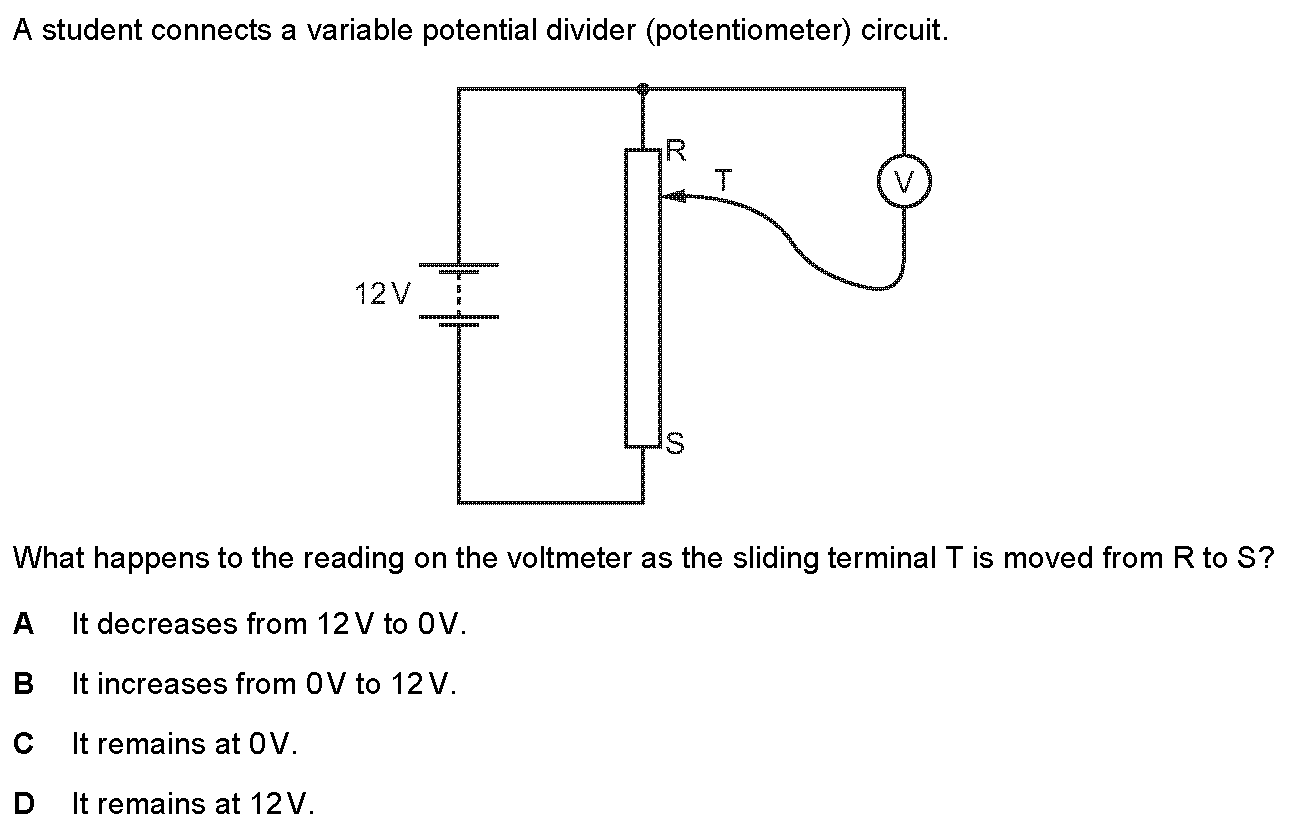 A student connects a variable potential divider (potentiometer) circuit.
R
T
V
12 V
S
What happens to the reading on the voltmeter as the sliding terminal T is moved from R to S?
A It decreases from 12 V to 0 V.
B It increases from 0 V to 12 V.
C It remains at 0 V.
D It remains at 12 V.